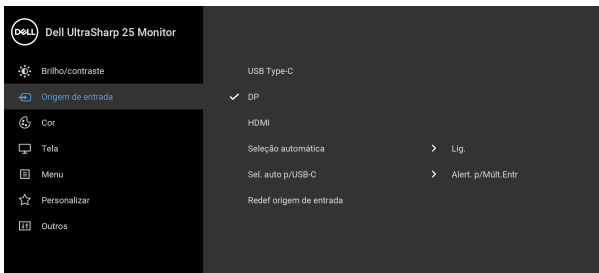 DELL Dell UltraSharp 25 Monitor
Brilho/contraste USB Type-C
Origem de entrada DP
Cor HDMI
Tela Seleção automática Lig.
Menu Sel. auto p/USB-C Alert. p/Múlt.Entr
Personalizar Redef origem de entrada
Outros